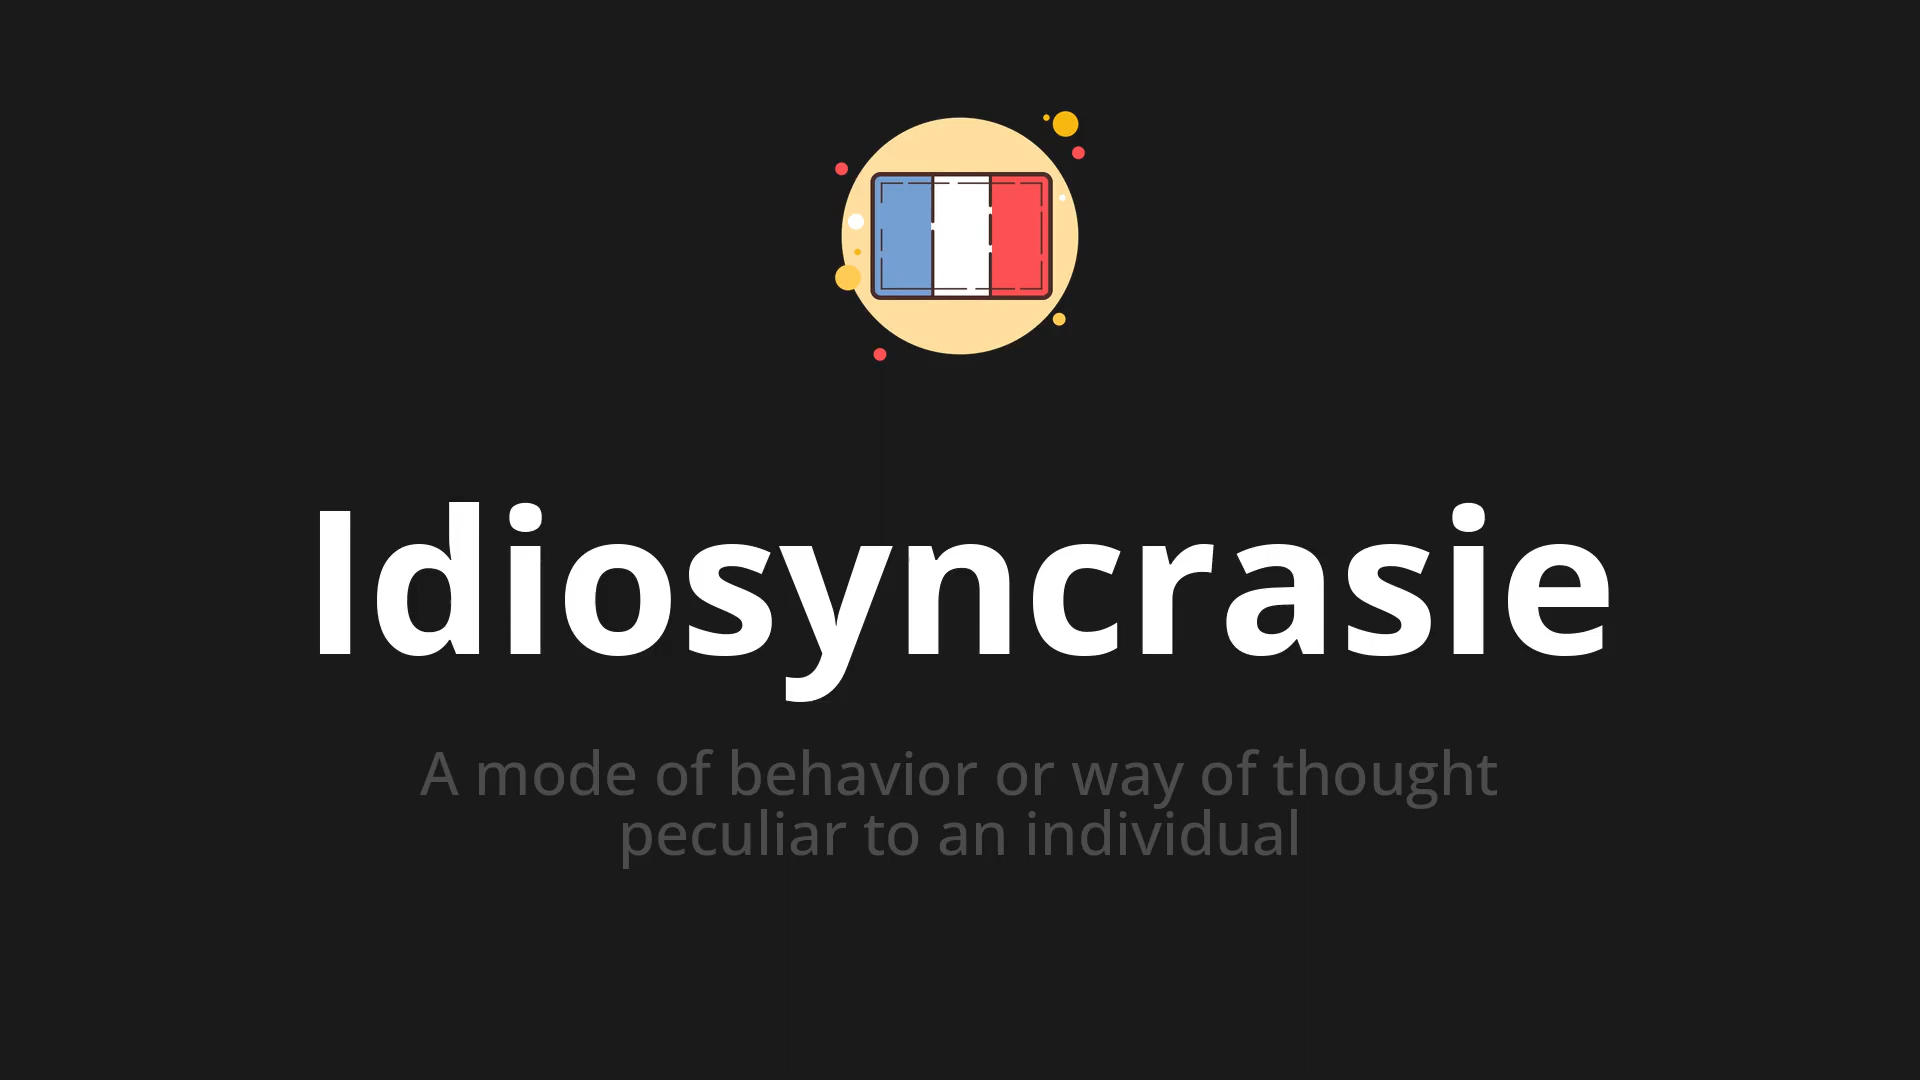 Idiosyncrasie
A mode of behavior or way of thought
peculiar to an individual